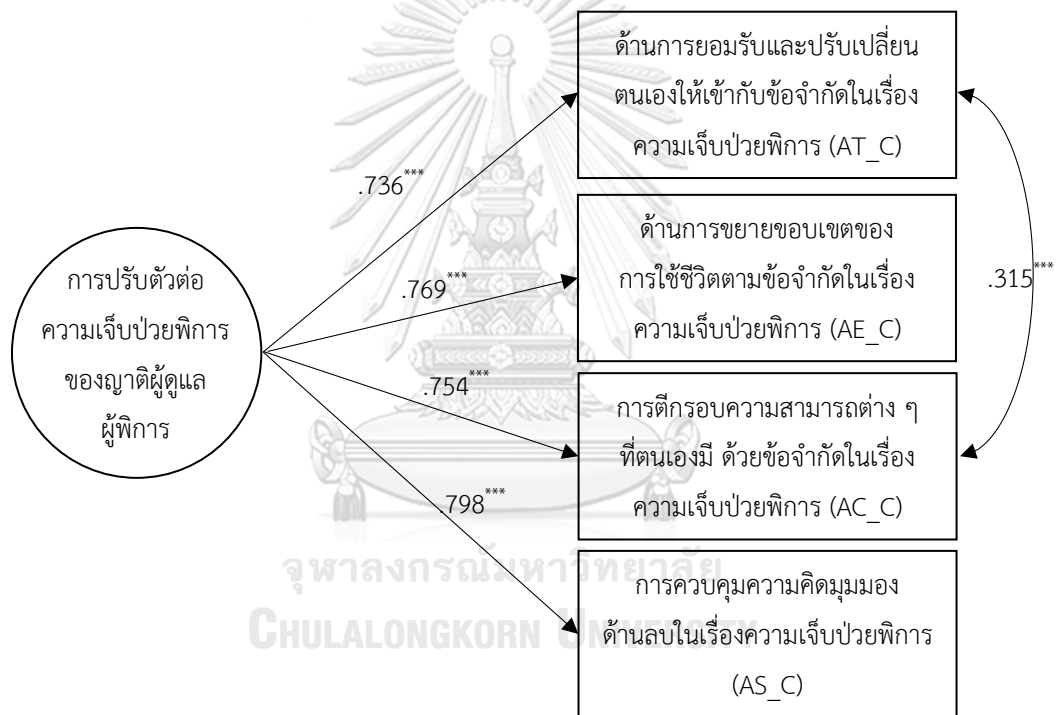 การปรับตัวต่อ
ความเจ็บป่วยพิการ
ของญาติผู้ดูแล
ผู้พิการ
.736***
.769***
.754***
.798***
ด้านการยอมรับและปรับเปลี่ยน
ตนเองให้เข้ากับข้อจำกัดในเรื่อง
ความเจ็บป่วยพิการ (AT_C)
ด้านการขยายขอบเขตของ
การใช้ชีวิตตามข้อจำกัดในเรื่อง
ความเจ็บป่วยพิการ (AE_C)
การตีกรอบความสามารถต่าง ๆ
ที่ตนเองมี ด้วยข้อจำกัดในเรื่อง
ความเจ็บป่วยพิการ (AC_C)
การควบคุมความคิดมุมมอง
ด้านลบในเรื่องความเจ็บป่วยพิการ
(AS_C)
.315***
จุฬาลงกรณ์มหาวิทยาลัย
CHULALONGKORN UNIVERSITY